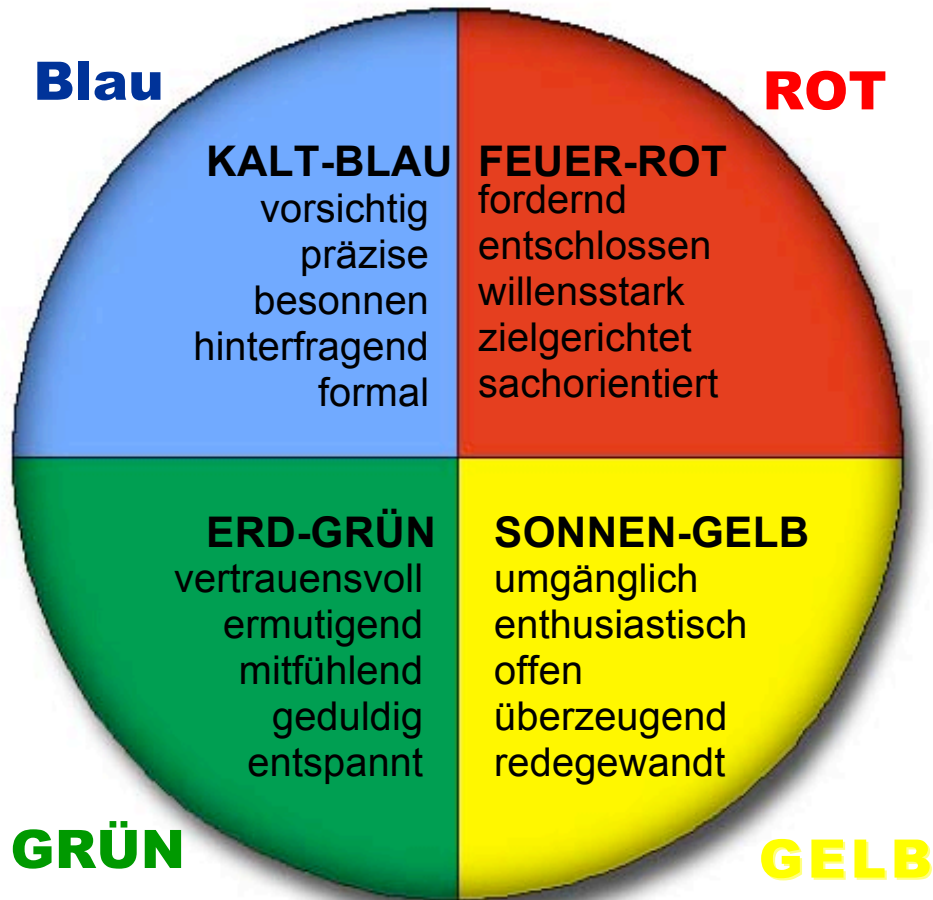 Blau
ROT
KALT-BLAU
vorsichtig
präzise
besonnen
hinterfragend
formal
FEUER-ROT
fordernd
entschlossen
willensstark
zielgerichtet
sachorientiert
ERD-GRÜN
vertrauensvoll
ermutigend
mitfühlend
geduldig
entspannt
SONNEN-GELB
umgänglich
enthusiastisch
offen
überzeugend
redegewandt
GRÜN
GELB